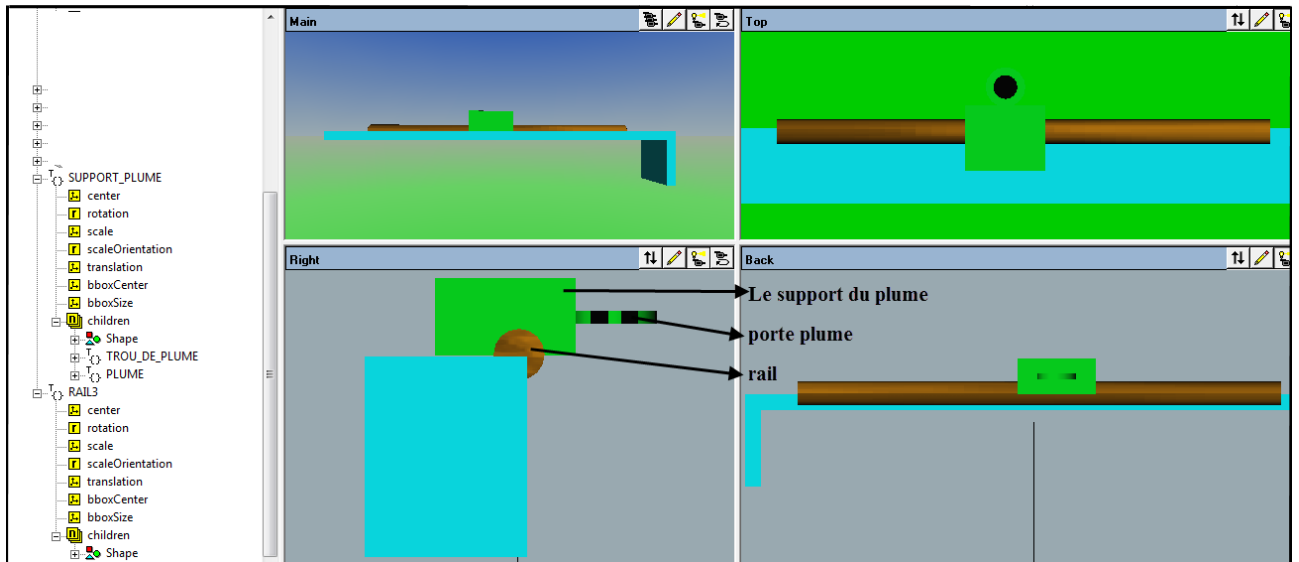 SUPPORT_PLUME
center
rotation
scale
scaleOrientation
translation
bboxCenter
bboxSize
children
Shape
TROU_DE_PLUME
PLUME
RAIL3
center
rotation
scale
scaleOrientation
translation
bboxCenter
bboxSize
children
Shape
Main
Top
Right
Back
Le support du plume
porte plume
rail